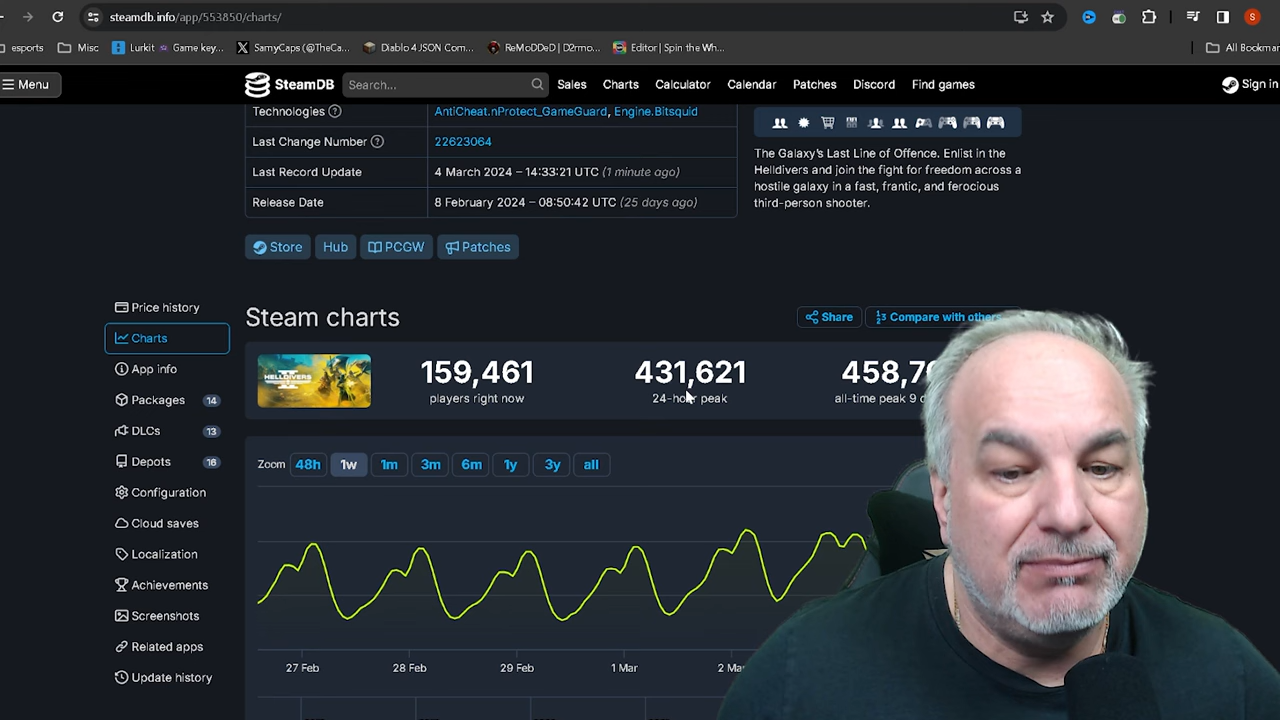 steamdb.info/app/553850/charts/
esports Misc Lurkit Game key... SamyCaps (@TheCa... Diablo 4 JSON Com... ReMoDDeD | D2rmo... Editor | Spin the Wh... All Bookmar
S
Menu SteamDB Search... Sales Charts Calculator Calendar Patches Discord Find games Sign in
Technologies AntiCheat.nProtect_GameGuard, Engine.Bitsquid
Last Change Number 22623064
Last Record Update 4 March 2024 – 14:33:21 UTC (1 minute ago)
Release Date 8 February 2024 – 08:50:42 UTC (25 days ago)
The Galaxy's Last Line of Offence. Enlist in the
Helldivers and join the fight for freedom across a
hostile galaxy in a fast, frantic, and ferocious
third-person shooter.
Store Hub PCGW Patches
Price history
Charts
App info
Packages 14
DLCs 13
Depots 16
Configuration
Cloud saves
Localization
Achievements
Screenshots
Related apps
Update history
Steam charts
Share Compare with others
HELLDIVERS
159,461
players right now
431,621
24-hour peak
458,7
all-time peak 9 d
Zoom 48h 1w 1m 3m 6m 1y 3y all
27 Feb 28 Feb 29 Feb 1 Mar 2 Mar